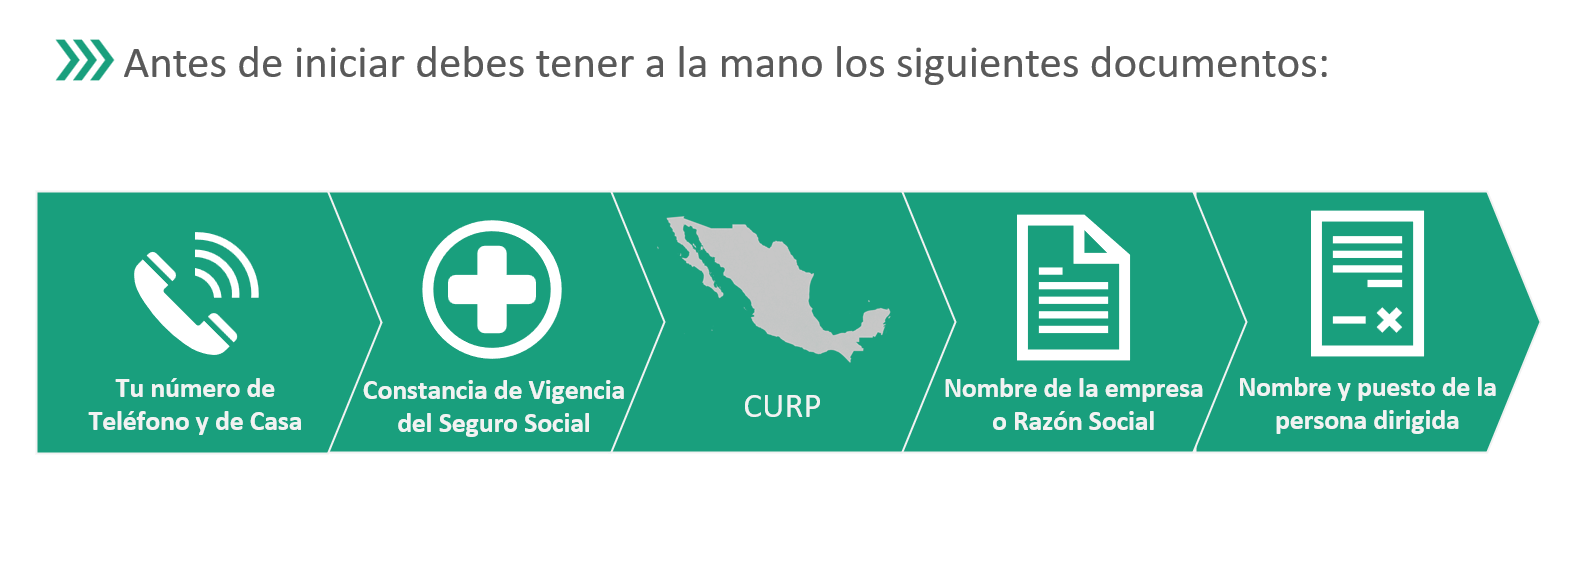 Antes de iniciar debes tener a la mano los siguientes documentos:
Tu número de
Teléfono y de Casa
Constancia de Vigencia
del Seguro Social
CURP
Nombre de la empresa
o Razón Social
Nombre y puesto de la
persona dirigida